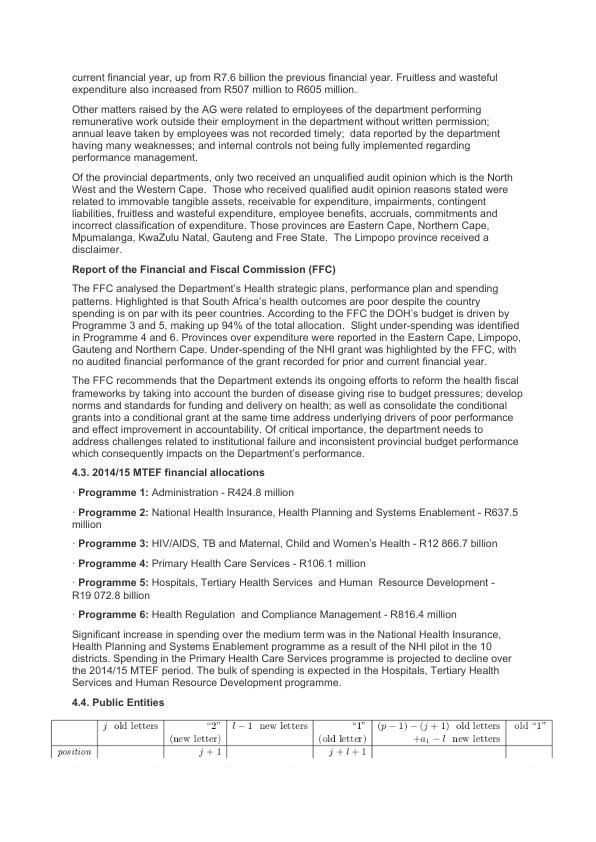 current financial year, up from R7.6 billion the previous financial year. Fruitless and wasteful
expenditure also increased from R507 million to R605 million.
Other matters raised by the AG were related to employees of the department performing
remunerative work outside their employment in the department without written permission;
annual leave taken by employees was not recorded timely;  data reported by the department
having many weaknesses; and internal controls not being fully implemented regarding
performance management.
Of the provincial departments, only two received an unqualified audit opinion which is the North
West and the Western Cape.  Those who received qualified audit opinion reasons stated were
related to immovable tangible assets, receivable for expenditure, impairments, contingent
liabilities, fruitless and wasteful expenditure, employee benefits, accruals, commitments and
incorrect classification of expenditure. Those provinces are Eastern Cape, Northern Cape,
Mpumalanga, KwaZulu Natal, Gauteng and Free State.  The Limpopo province received a
disclaimer.
Report of the Financial and Fiscal Commission (FFC)
The FFC analysed the Department's Health strategic plans, performance plan and spending
patterns. Highlighted is that South Africa's health outcomes are poor despite the country
spending is on par with its peer countries. According to the FFC the DOH's budget is driven by
Programme 3 and 5, making up 94% of the total allocation.  Slight under-spending was identified
in Programme 4 and 6. Provinces over expenditure were reported in the Eastern Cape, Limpopo,
Gauteng and Northern Cape. Under-spending of the NHI grant was highlighted by the FFC, with
no audited financial performance of the grant recorded for prior and current financial year.
The FFC recommends that the Department extends its ongoing efforts to reform the health fiscal
frameworks by taking into account the burden of disease giving rise to budget pressures; develop
norms and standards for funding and delivery on health; as well as consolidate the conditional
grants into a conditional grant at the same time address underlying drivers of poor performance
and effect improvement in accountability. Of critical importance, the department needs to
address challenges related to institutional failure and inconsistent provincial budget performance
which consequently impacts on the Department's performance.
4.3. 2014/15 MTEF financial allocations
· Programme 1: Administration - R424.8 million
· Programme 2: National Health Insurance, Health Planning and Systems Enablement - R637.5
million
· Programme 3: HIV/AIDS, TB and Maternal, Child and Women's Health - R12 866.7 billion
· Programme 4: Primary Health Care Services - R106.1 million
· Programme 5: Hospitals, Tertiary Health Services  and Human  Resource Development -
R19 072.8 billion
· Programme 6: Health Regulation  and Compliance Management - R816.4 million
Significant increase in spending over the medium term was in the National Health Insurance,
Health Planning and Systems Enablement programme as a result of the NHI pilot in the 10
districts. Spending in the Primary Health Care Services programme is projected to decline over
the 2014/15 MTEF period. The bulk of spending is expected in the Hospitals, Tertiary Health
Services and Human Resource Development programme.
4.4. Public Entities
j old letters "2" l − 1 new letters "1" (p − 1) − (j + 1) old letters old "1"
(new letter) (old letter) +a₁ − l new letters
position j + 1 j + l + 1